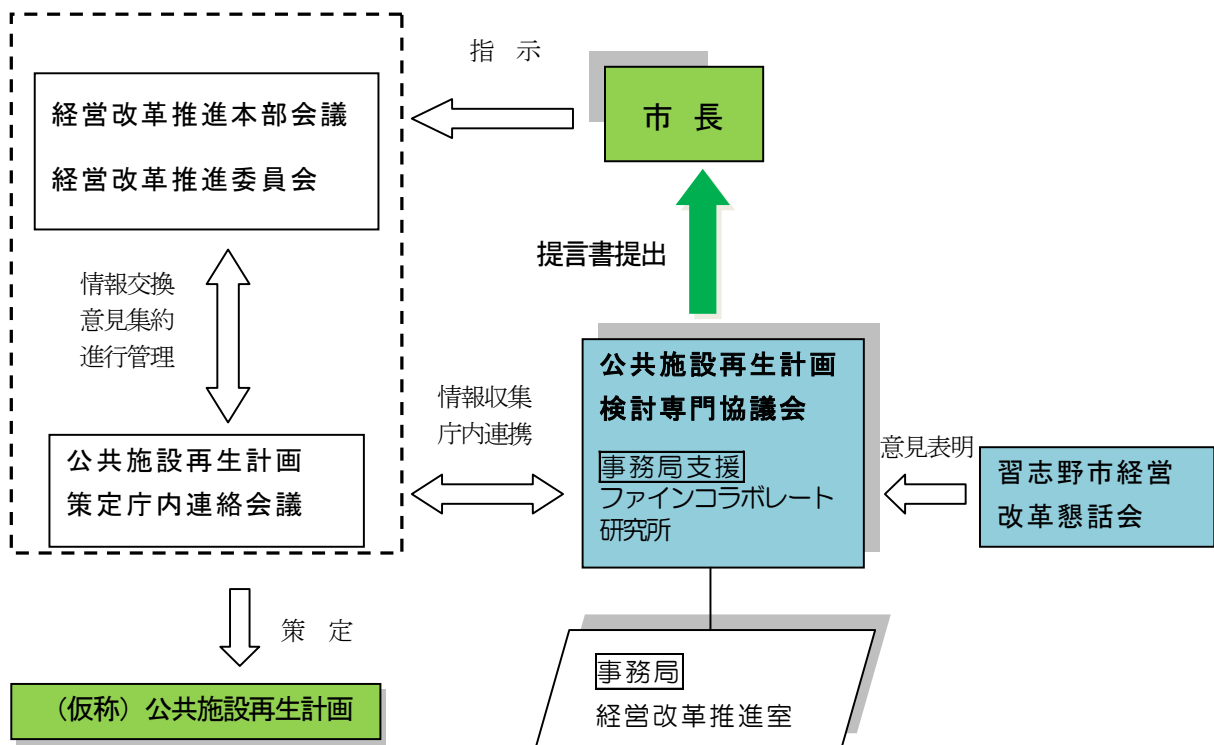 指 示
経営改革推進本部会議
経営改革推進委員会
市 長
提言書提出
情報交換
意見集約
進行管理
公共施設再生計画
検討専門協議会
事務局支援
ファインコラボレート
研究所
情報収集
庁内連携
意見表明
習志野市経営
改革懇話会
公共施設再生計画
策定庁内連絡会議
策 定
(仮称)公共施設再生計画
事務局
経営改革推進室